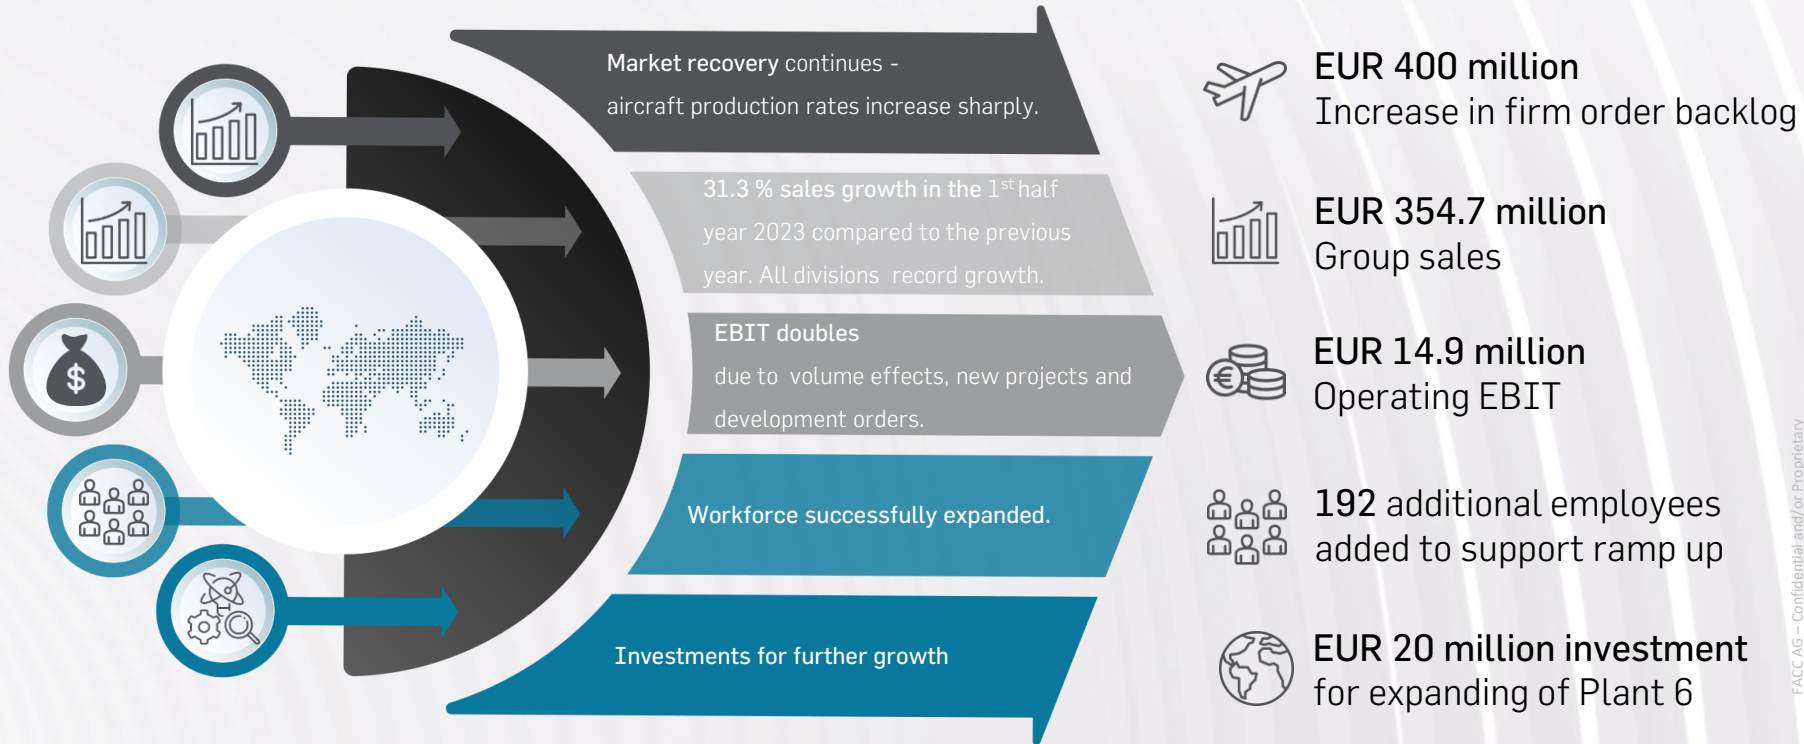 Market recovery continues -
aircraft production rates increase sharply.
EUR 400 million
Increase in firm order backlog
31.3 % sales growth in the 1st half
year 2023 compared to the previous
year. All divisions record growth.
EUR 354.7 million
Group sales
$
EBIT doubles
due to volume effects, new projects and
development orders.
€
EUR 14.9 million
Operating EBIT
Workforce successfully expanded.
192 additional employees
added to support ramp up
Investments for further growth
EUR 20 million investment
for expanding of Plant 6
FACC AG – Confidential and/or Proprietary